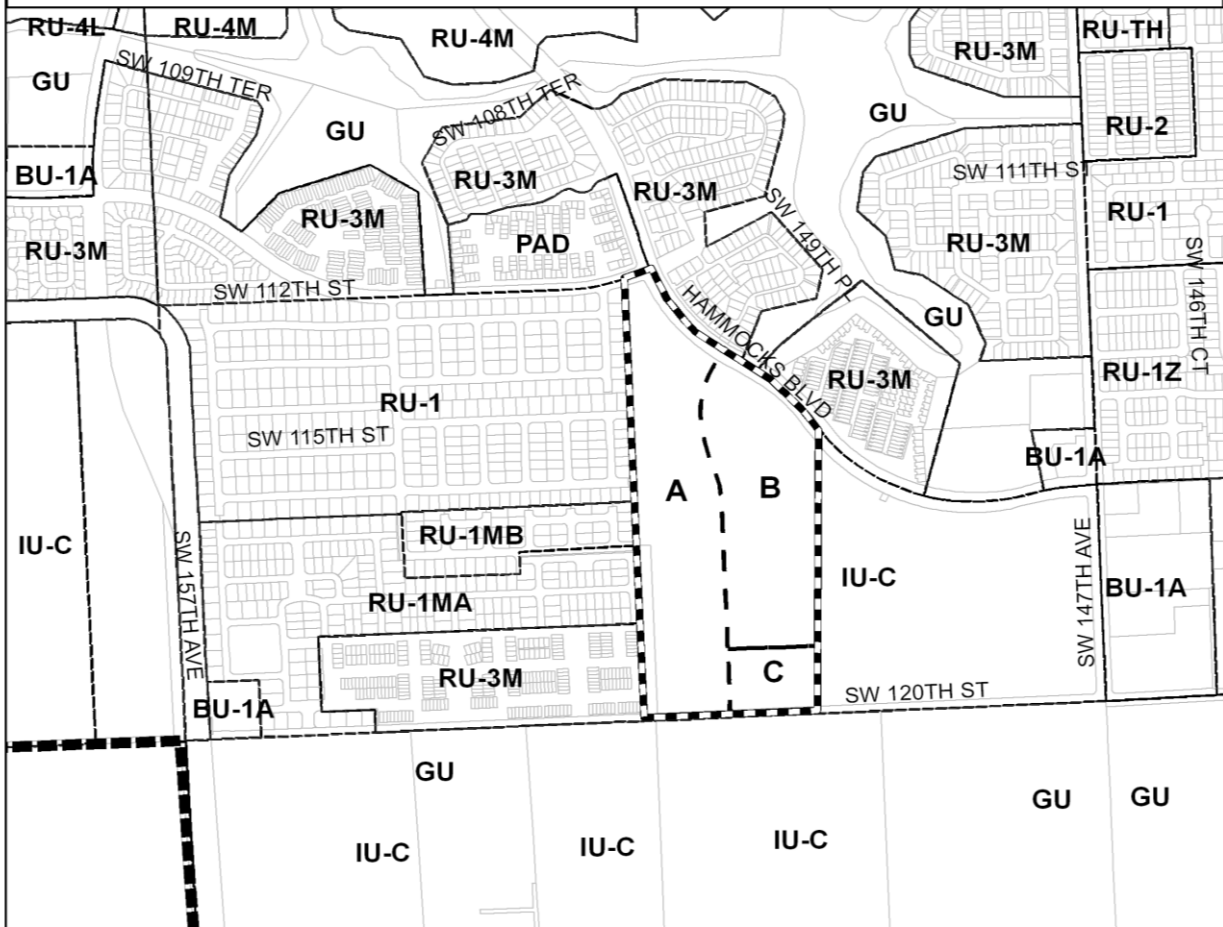 RU-4L
RU-4M
RU-4M
RU-3M
RU-TH
GU
SW 109TH TER
SW 108TH TER
GU
GU
RU-2
BU-1A
RU-3M
RU-3M
SW 111TH ST
RU-3M
RU-3M
PAD
SW 149TH PL
RU-3M
RU-1
SW 146TH CT
SW 112TH ST
HAMMOCKS BLVD
GU
RU-1
RU-3M
RU-1Z
SW 115TH ST
BU-1A
A
B
IU-C
RU-1MB
SW 157TH AVE
IU-C
SW 147TH AVE
BU-1A
RU-1MA
RU-3M
C
SW 120TH ST
BU-1A
GU
GU
GU
IU-C
IU-C
IU-C